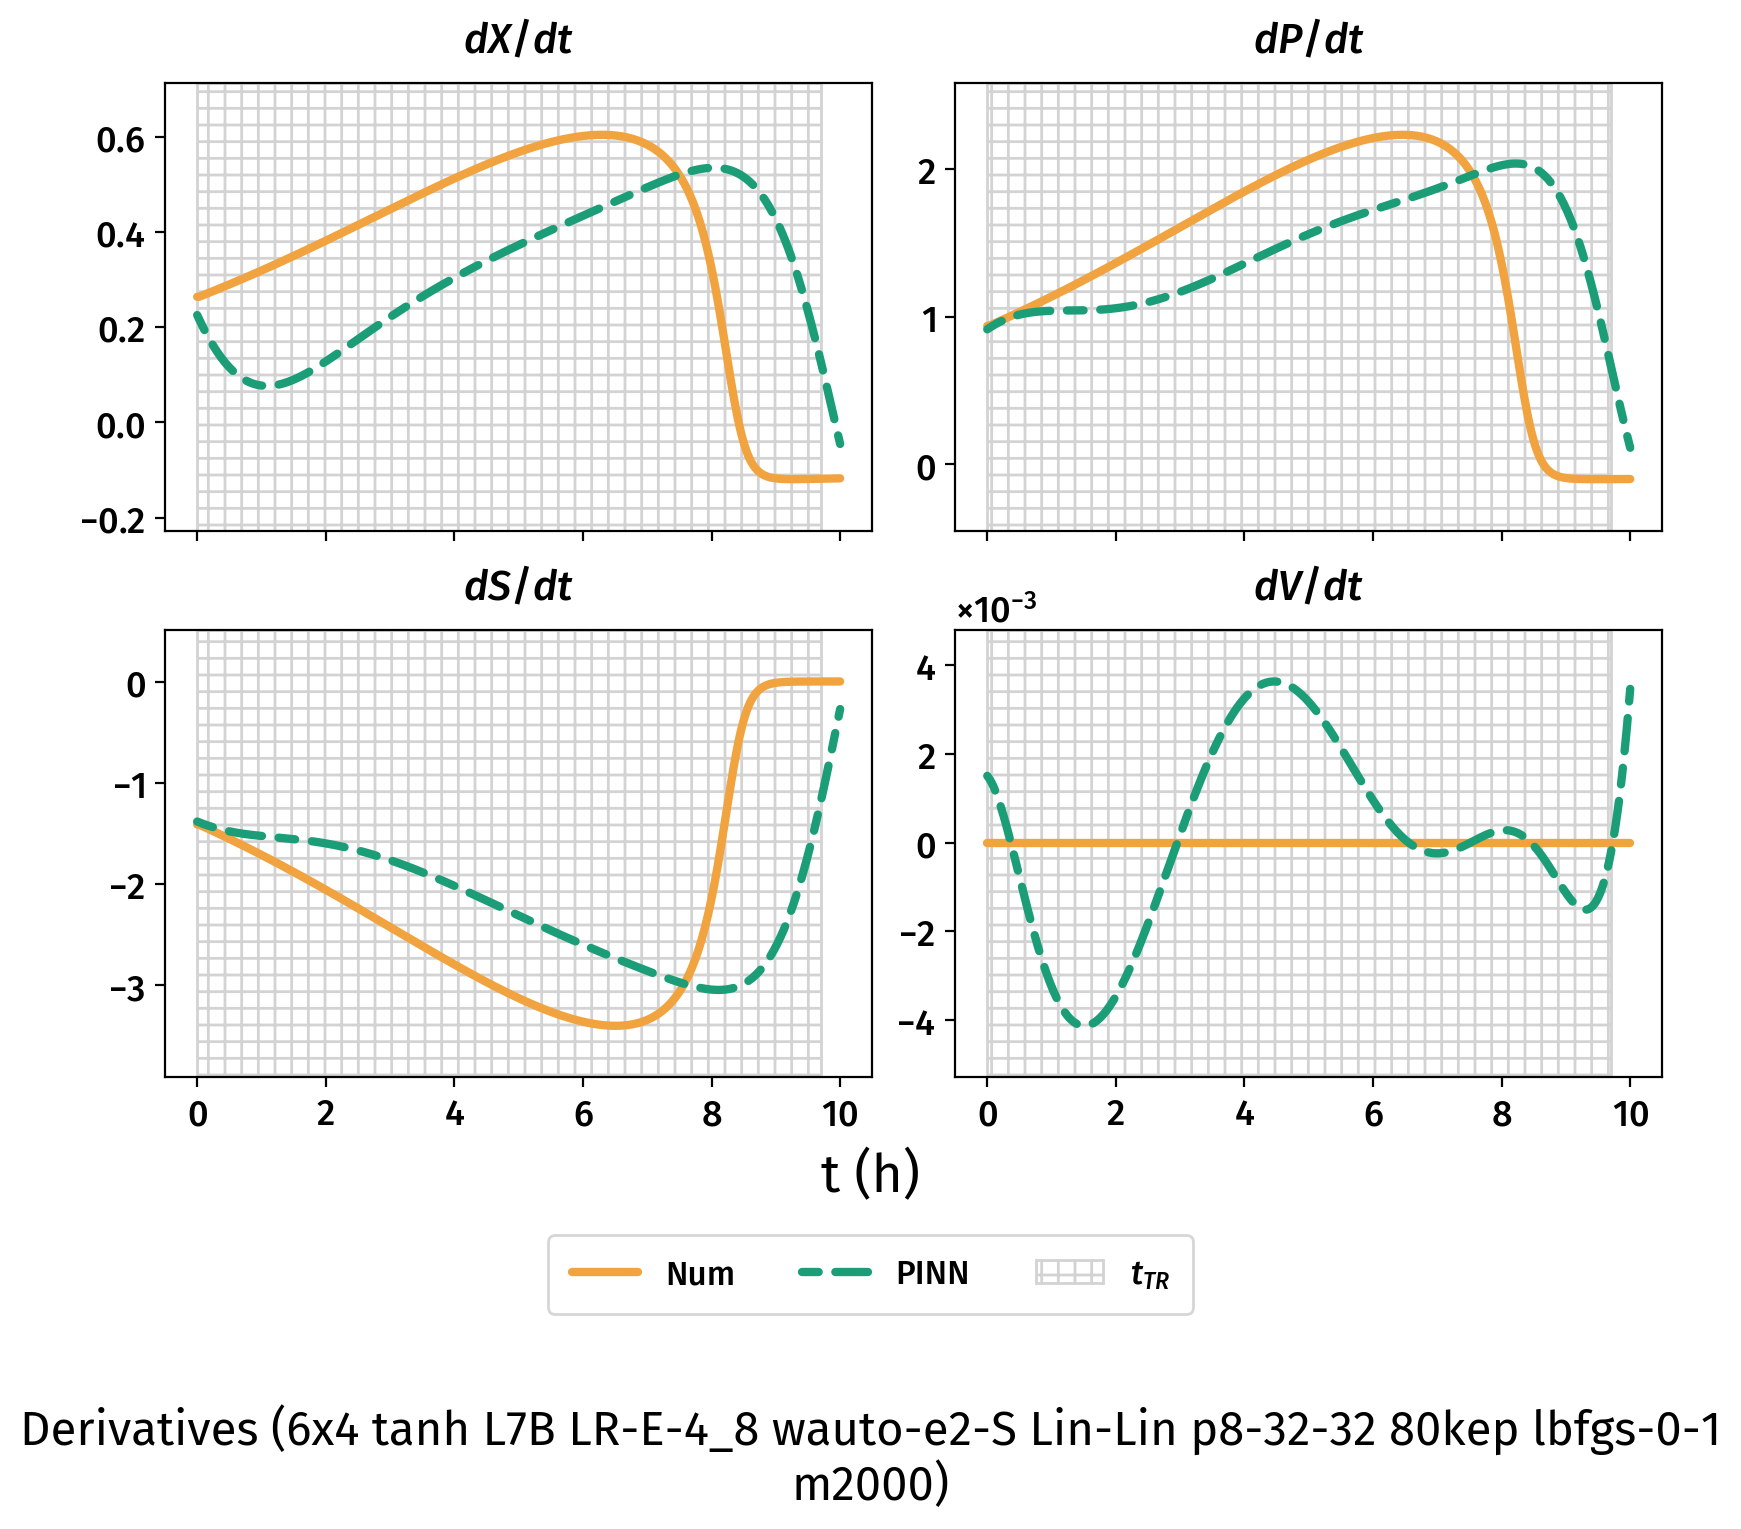 dX/dt
dP/dt
0.6
0.4
0.2
0.0
−0.2
2
1
0
dS/dt
dV/dt
×10⁻³
0
−1
−2
−3
4
2
0
−2
−4
0 2 4 6 8 10
0 2 4 6 8 10
t (h)
Num PINN t_TR
Derivatives (6x4 tanh L7B LR-E-4_8 wauto-e2-S Lin-Lin p8-32-32 80kep lbfgs-0-1
m2000)